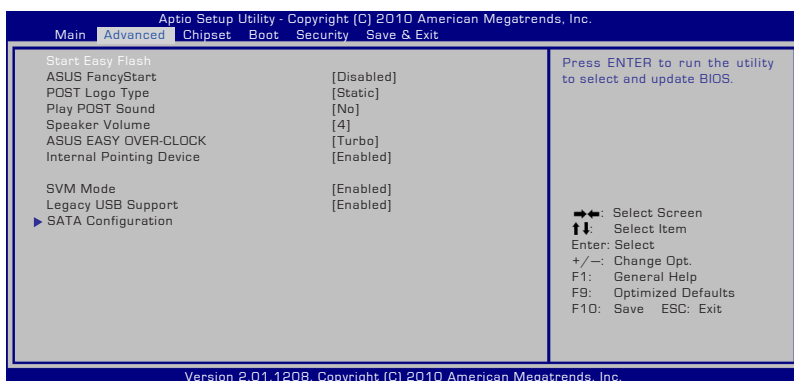 Aptio Setup Utility - Copyright (C) 2010 American Megatrends, Inc.
Main Advanced Chipset Boot Security Save & Exit
Start Easy Flash
ASUS FancyStart [Disabled]
POST Logo Type [Static]
Play POST Sound [No]
Speaker Volume [4]
ASUS EASY OVER-CLOCK [Turbo]
Internal Pointing Device [Enabled]
SVM Mode [Enabled]
Legacy USB Support [Enabled]
SATA Configuration
Press ENTER to run the utility
to select and update BIOS.
→←: Select Screen
↑↓: Select Item
Enter: Select
+/—: Change Opt.
F1: General Help
F9: Optimized Defaults
F10: Save ESC: Exit
Version 2.01.1208. Copyright (C) 2010 American Megatrends, Inc.